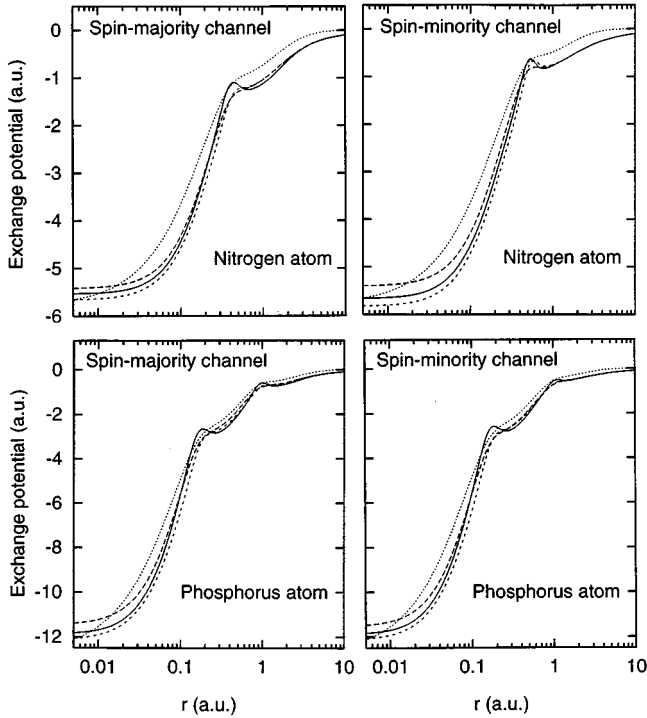 Spin-majority channel
Spin-minority channel
0
-1
-2
-3
-4
-5
-6
Exchange potential (a.u.)
Nitrogen atom
Nitrogen atom
Spin-majority channel
Spin-minority channel
0
-2
-4
-6
-8
-10
-12
Exchange potential (a.u.)
Phosphorus atom
Phosphorus atom
0.01 0.1 1 10
0.01 0.1 1 10
r (a.u.)
r (a.u.)